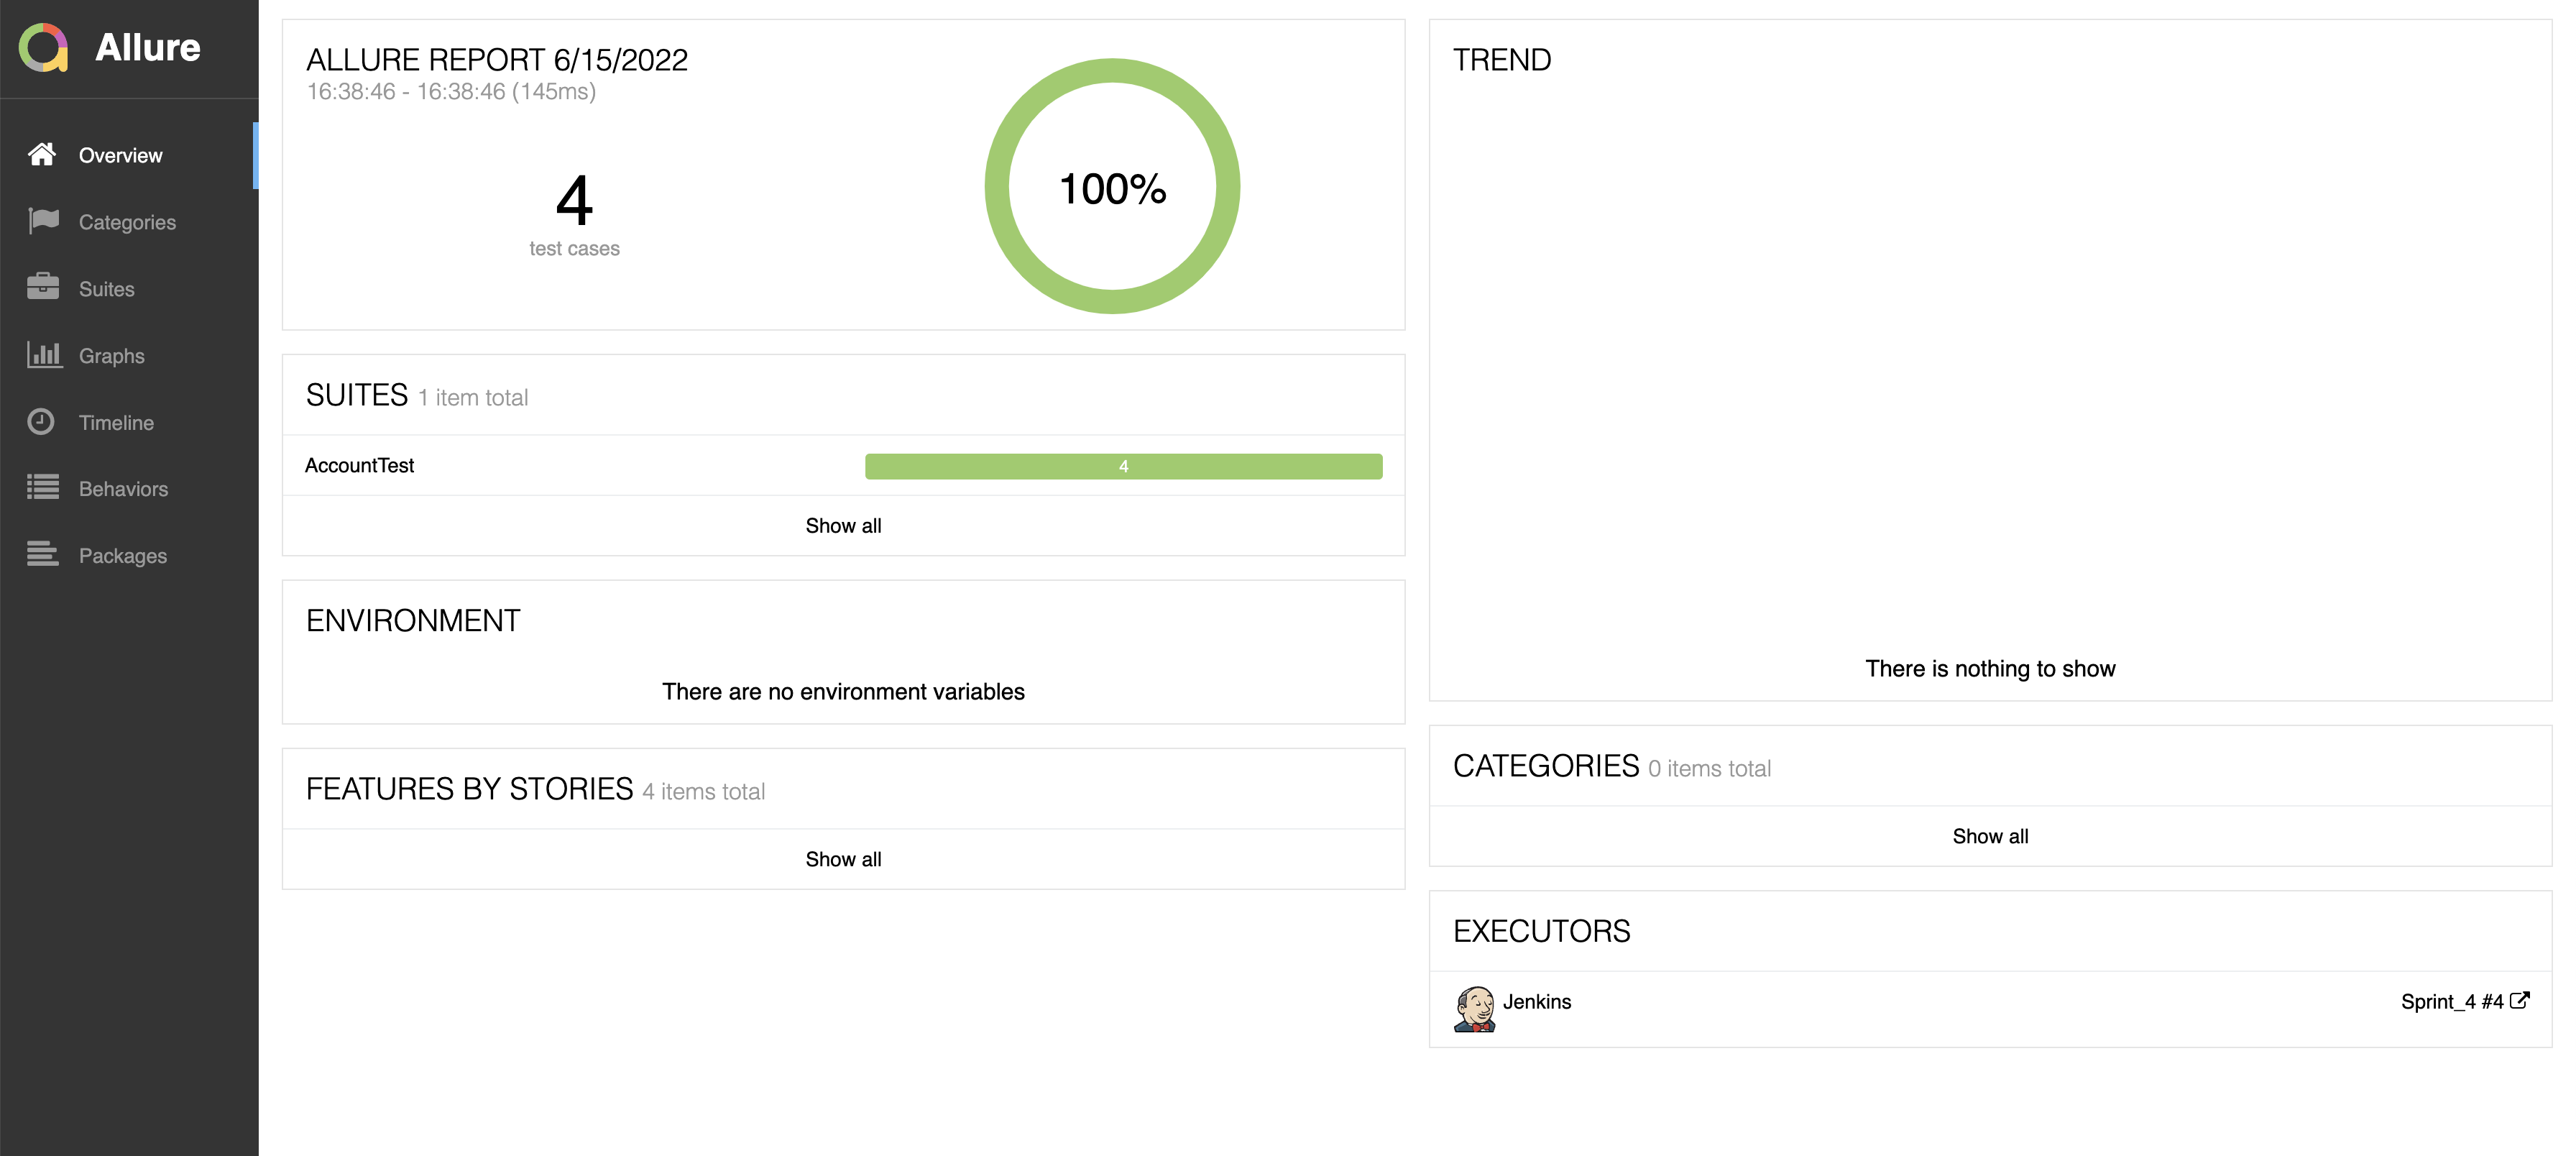 Allure
Overview
Categories
Suites
Graphs
Timeline
Behaviors
Packages
ALLURE REPORT 6/15/2022
16:38:46 - 16:38:46 (145ms)
4
test cases
100%
SUITES 1 item total
AccountTest 4
Show all
ENVIRONMENT
There are no environment variables
FEATURES BY STORIES 4 items total
Show all
TREND
There is nothing to show
CATEGORIES 0 items total
Show all
EXECUTORS
Jenkins Sprint_4 #4